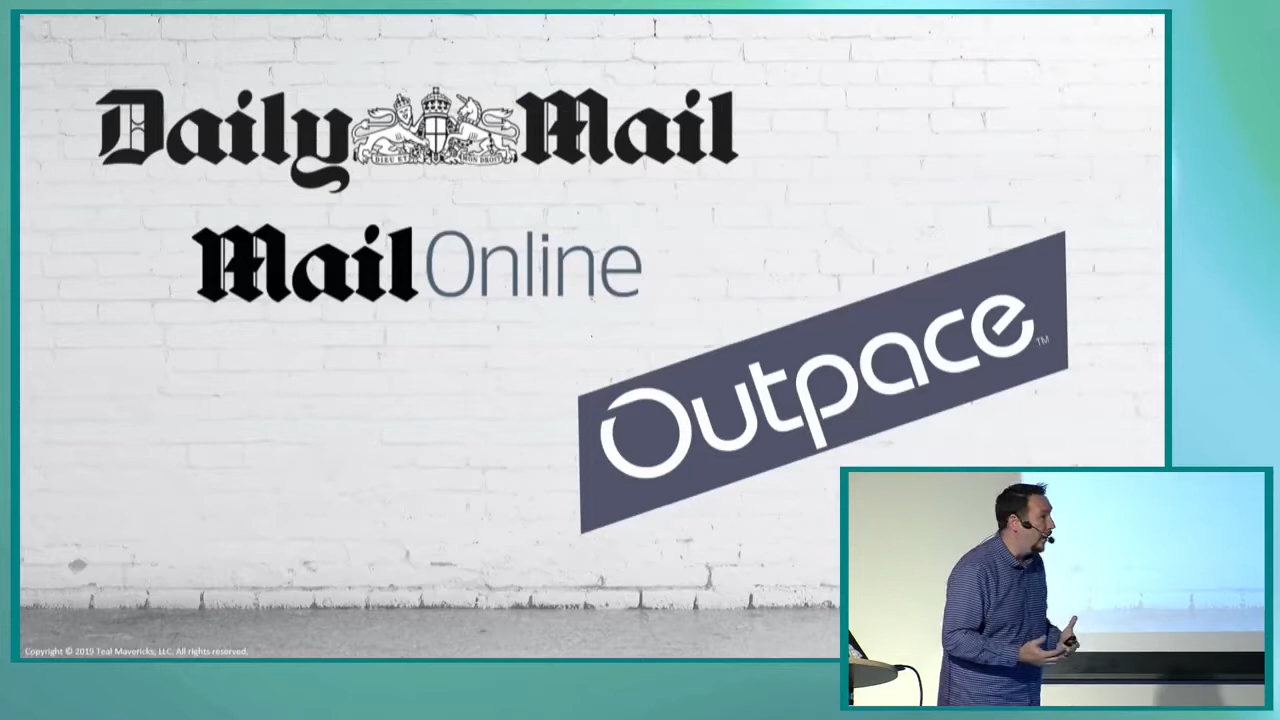 Daily Mail
DIEU ET MON DROIT
Mail Online
Outpace™
Copyright © 2019 Teal Mavericks, LLC. All rights reserved.